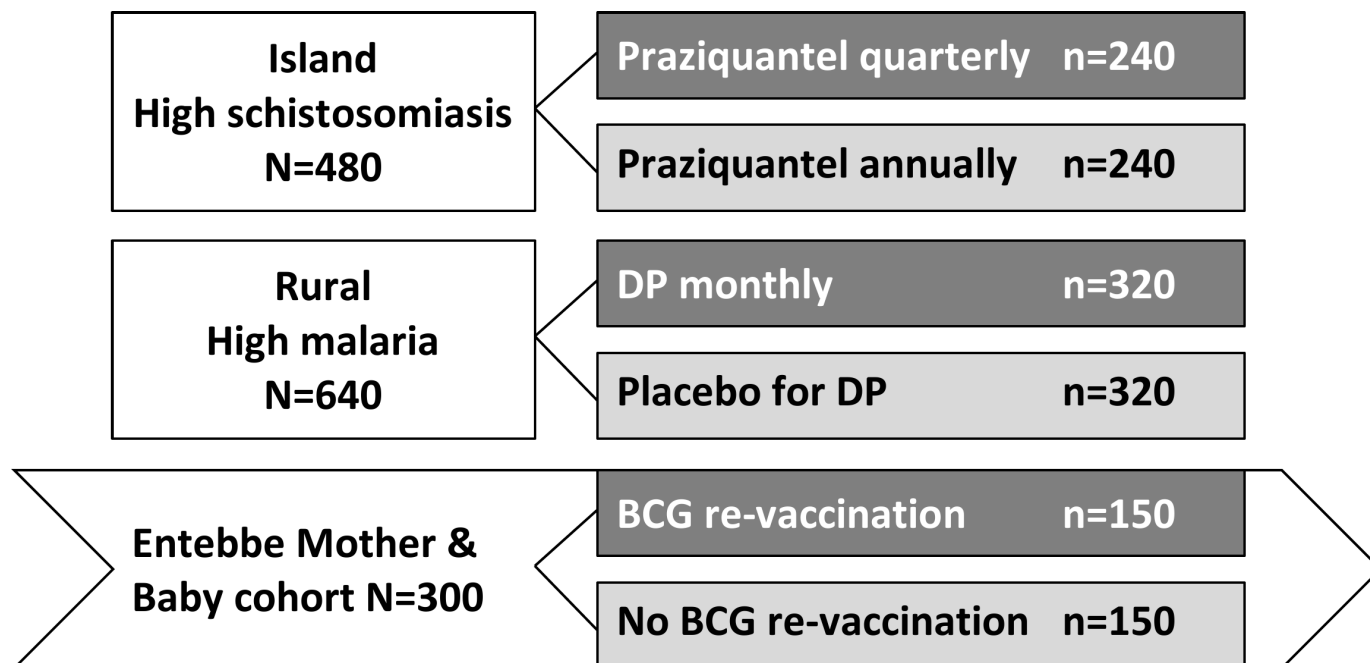 Island
High schistosomiasis
N=480
Praziquantel quarterly n=240
Praziquantel annually n=240
Rural
High malaria
N=640
DP monthly n=320
Placebo for DP n=320
Entebbe Mother &
Baby cohort N=300
BCG re-vaccination n=150
No BCG re-vaccination n=150